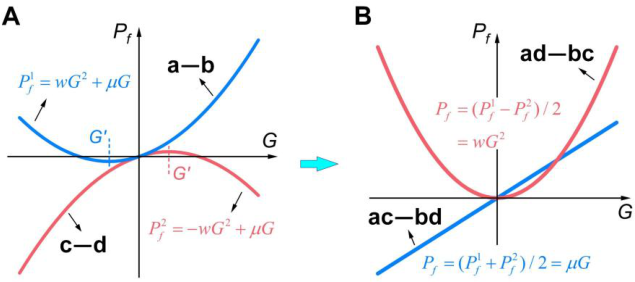 A
P_f
a—b
P_f^1 = wG^2 + μG
G'
G
G'
P_f^2 = −wG^2 + μG
c—d
B
P_f
ad—bc
P_f = (P_f^1 − P_f^2) / 2
= wG^2
G
ac—bd
P_f = (P_f^1 + P_f^2) / 2 = μG